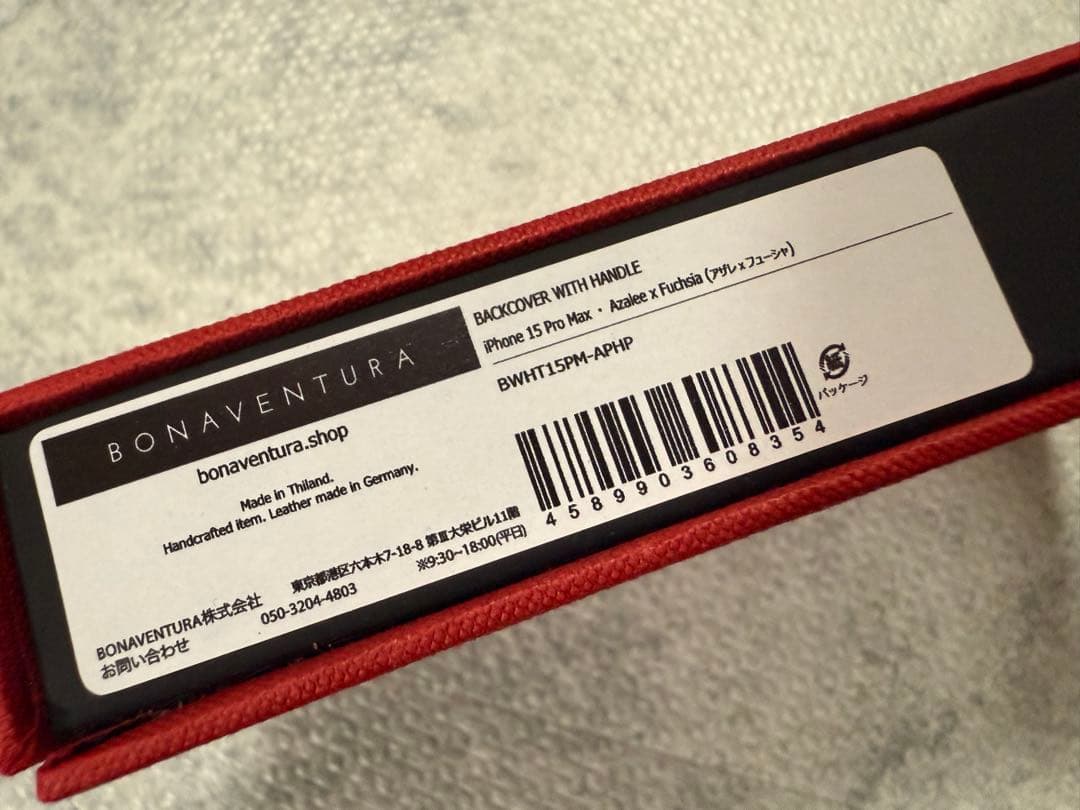 BONAVENTURA
bonaventura.shop
Made in Thiland.
Handcrafted item. Leather made in Germany.
BONAVENTURA株式会社 東京都港区六本木7-18-8 第Ⅲ大栄ビル11階
お問い合わせ 050-3204-4803 ※9:30~18:00(平日)
BACKCOVER WITH HANDLE
iPhone 15 Pro Max ・ Azalee x Fuchsia (アザレ x フューシャ)
BWHT15PM-APHP
4589903608354
パッケージ